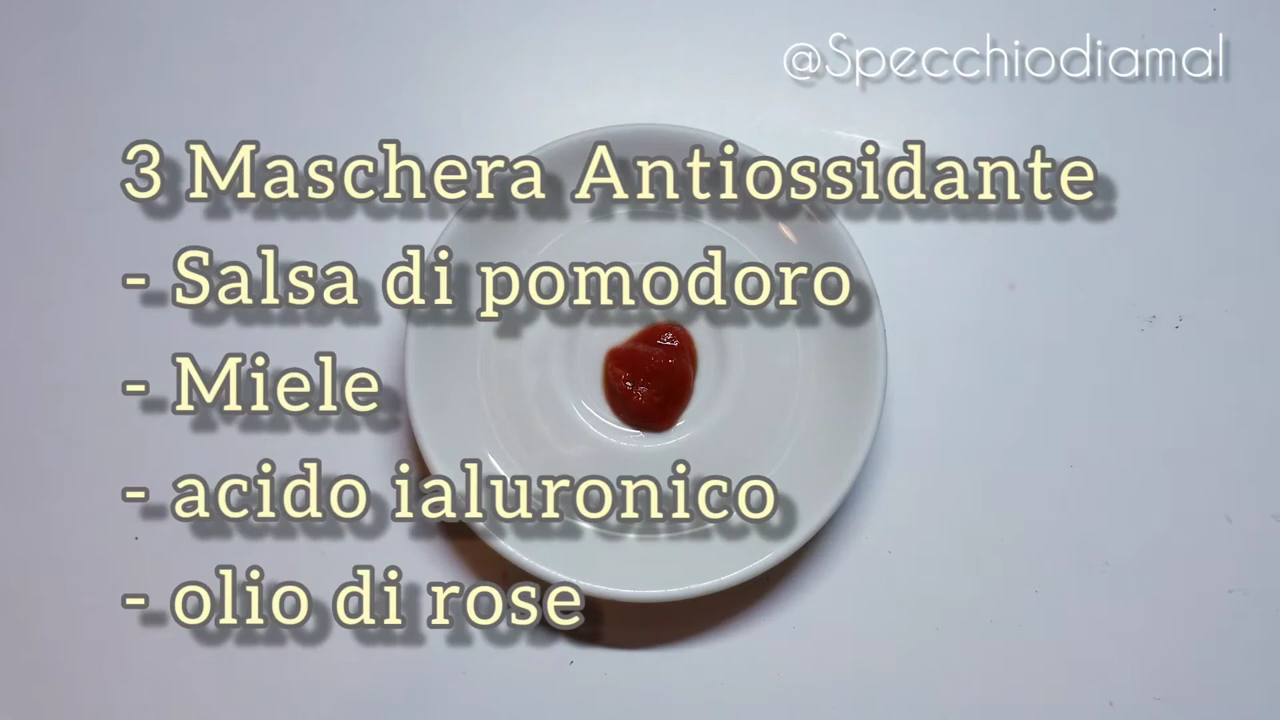 @Specchiodiamal
3 Maschera Antiossidante
- Salsa di pomodoro
- Miele
- acido ialuronico
- olio di rose